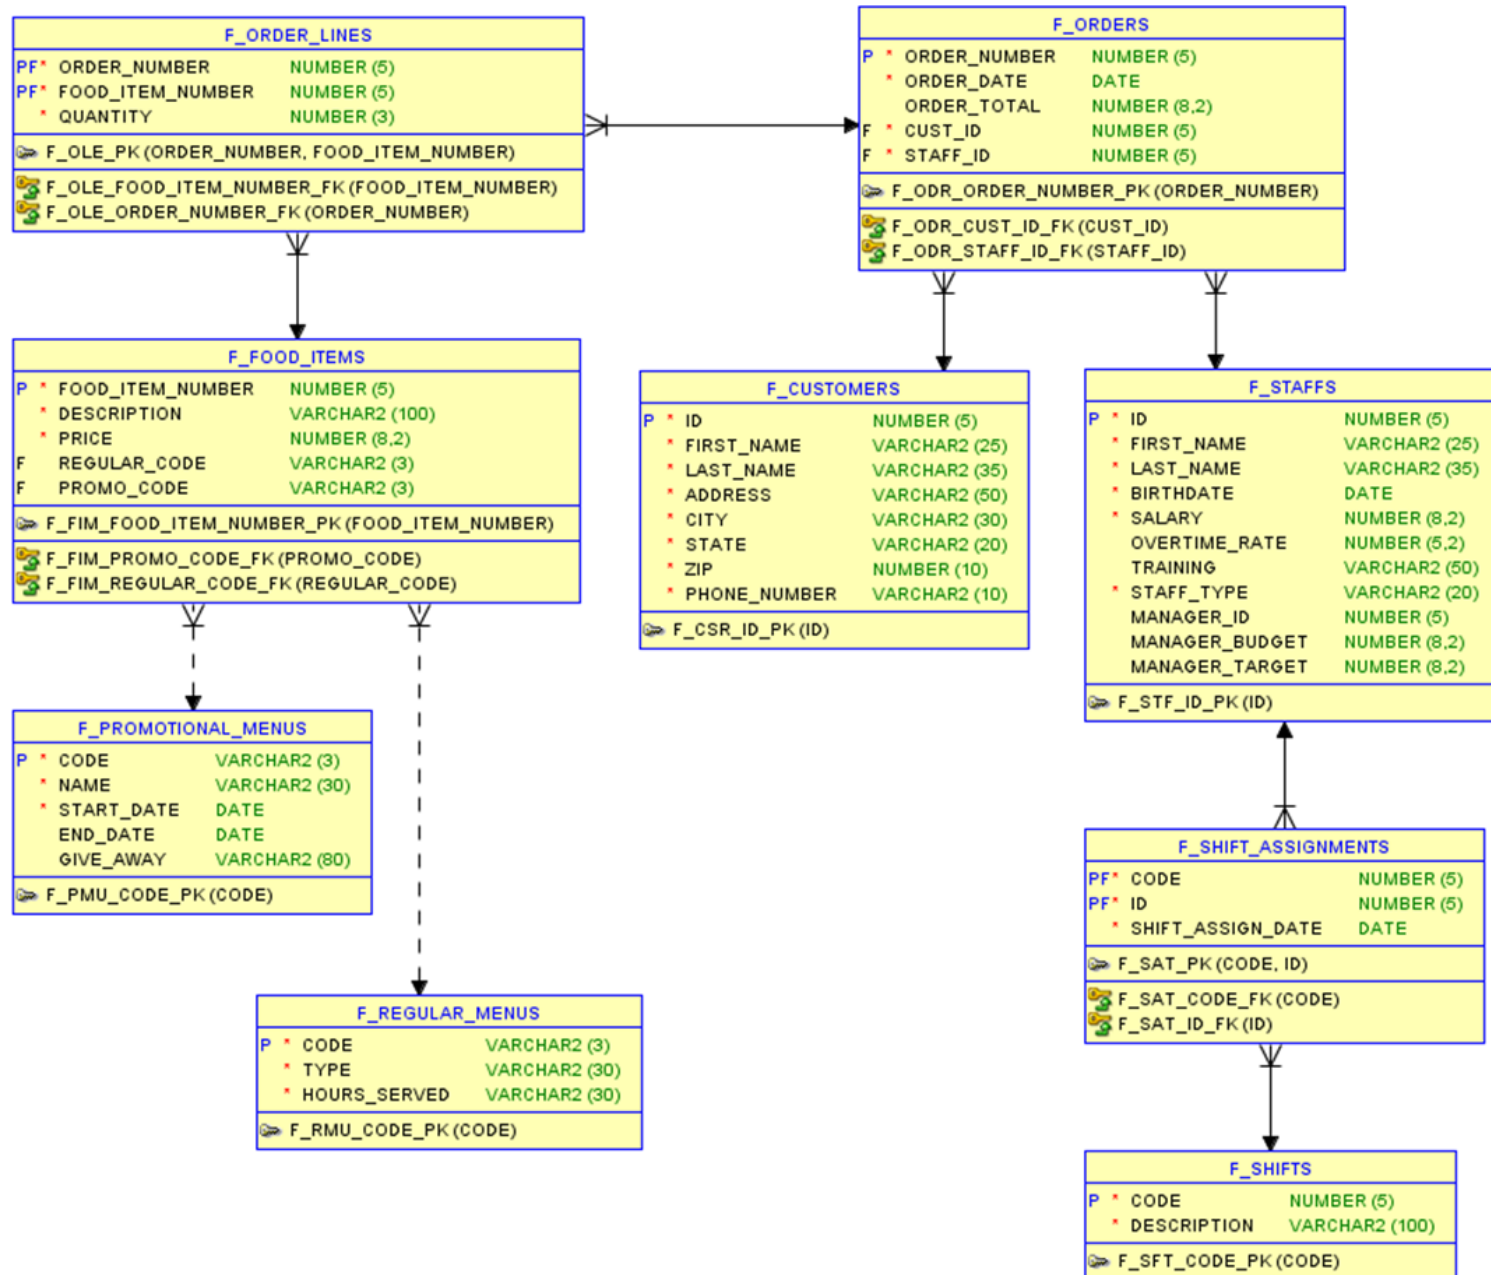 F_ORDER_LINES
PF* ORDER_NUMBER NUMBER (5)
PF* FOOD_ITEM_NUMBER NUMBER (5)
* QUANTITY NUMBER (3)
F_OLE_PK (ORDER_NUMBER, FOOD_ITEM_NUMBER)
F_OLE_FOOD_ITEM_NUMBER_FK (FOOD_ITEM_NUMBER)
F_OLE_ORDER_NUMBER_FK (ORDER_NUMBER)
F_ORDERS
P * ORDER_NUMBER NUMBER (5)
* ORDER_DATE DATE
ORDER_TOTAL NUMBER (8,2)
F * CUST_ID NUMBER (5)
F * STAFF_ID NUMBER (5)
F_ODR_ORDER_NUMBER_PK (ORDER_NUMBER)
F_ODR_CUST_ID_FK (CUST_ID)
F_ODR_STAFF_ID_FK (STAFF_ID)
F_FOOD_ITEMS
P * FOOD_ITEM_NUMBER NUMBER (5)
* DESCRIPTION VARCHAR2 (100)
* PRICE NUMBER (8,2)
F REGULAR_CODE VARCHAR2 (3)
F PROMO_CODE VARCHAR2 (3)
F_FIM_FOOD_ITEM_NUMBER_PK (FOOD_ITEM_NUMBER)
F_FIM_PROMO_CODE_FK (PROMO_CODE)
F_FIM_REGULAR_CODE_FK (REGULAR_CODE)
F_CUSTOMERS
P * ID NUMBER (5)
* FIRST_NAME VARCHAR2 (25)
* LAST_NAME VARCHAR2 (35)
* ADDRESS VARCHAR2 (50)
* CITY VARCHAR2 (30)
* STATE VARCHAR2 (20)
* ZIP NUMBER (10)
* PHONE_NUMBER VARCHAR2 (10)
F_CSR_ID_PK (ID)
F_STAFFS
P * ID NUMBER (5)
* FIRST_NAME VARCHAR2 (25)
* LAST_NAME VARCHAR2 (35)
* BIRTHDATE DATE
* SALARY NUMBER (8,2)
OVERTIME_RATE NUMBER (5,2)
TRAINING VARCHAR2 (50)
* STAFF_TYPE VARCHAR2 (20)
MANAGER_ID NUMBER (5)
MANAGER_BUDGET NUMBER (8,2)
MANAGER_TARGET NUMBER (8,2)
F_STF_ID_PK (ID)
F_PROMOTIONAL_MENUS
P * CODE VARCHAR2 (3)
* NAME VARCHAR2 (30)
* START_DATE DATE
END_DATE DATE
GIVE_AWAY VARCHAR2 (80)
F_PMU_CODE_PK (CODE)
F_REGULAR_MENUS
P * CODE VARCHAR2 (3)
* TYPE VARCHAR2 (30)
* HOURS_SERVED VARCHAR2 (30)
F_RMU_CODE_PK (CODE)
F_SHIFT_ASSIGNMENTS
PF* CODE NUMBER (5)
PF* ID NUMBER (5)
* SHIFT_ASSIGN_DATE DATE
F_SAT_PK (CODE, ID)
F_SAT_CODE_FK (CODE)
F_SAT_ID_FK (ID)
F_SHIFTS
P * CODE NUMBER (5)
* DESCRIPTION VARCHAR2 (100)
F_SFT_CODE_PK (CODE)